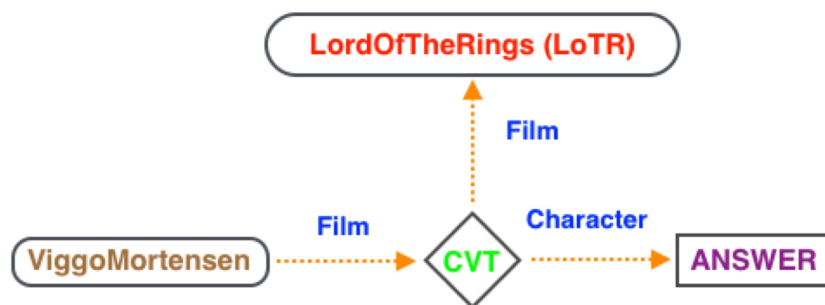 LordOfTheRings (LoTR)
Film
Film
Character
ViggoMortensen
CVT
ANSWER